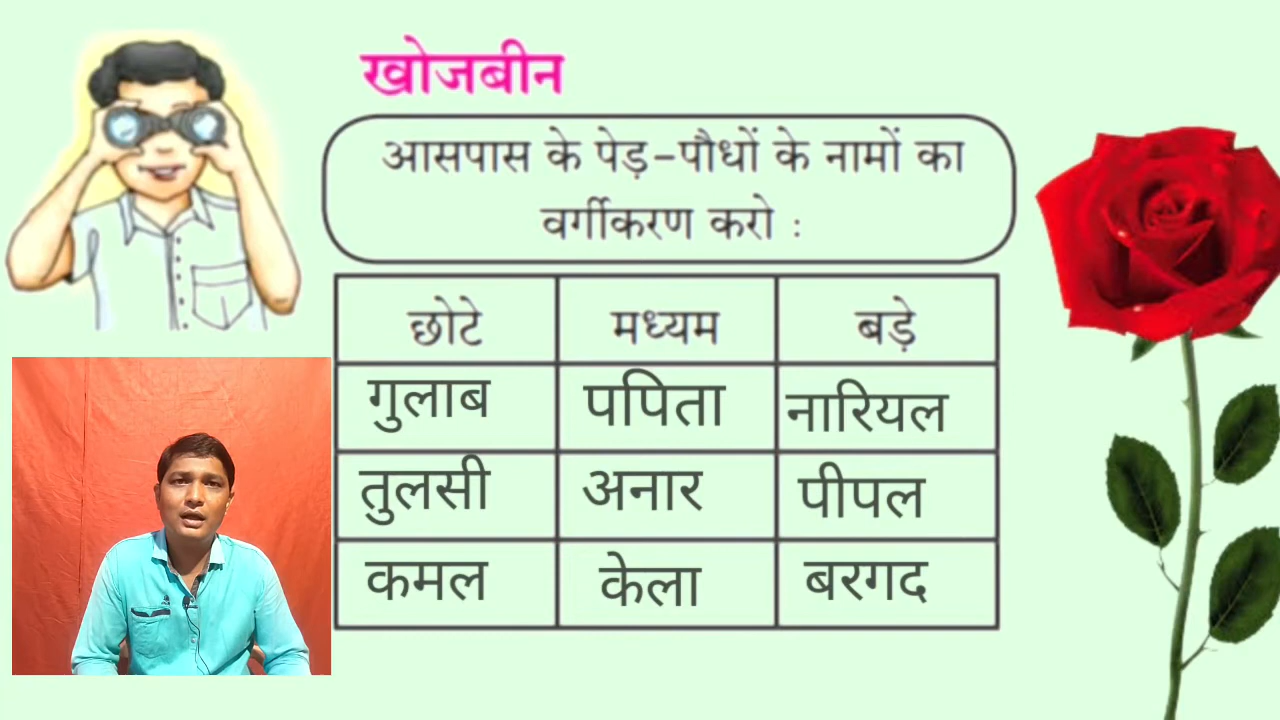 खोजबीन
आसपास के पेड़-पौधों के नामों का
वर्गीकरण करो :
छोटे मध्यम बड़े
गुलाब पपिता नारियल
तुलसी अनार पीपल
कमल केला बरगद